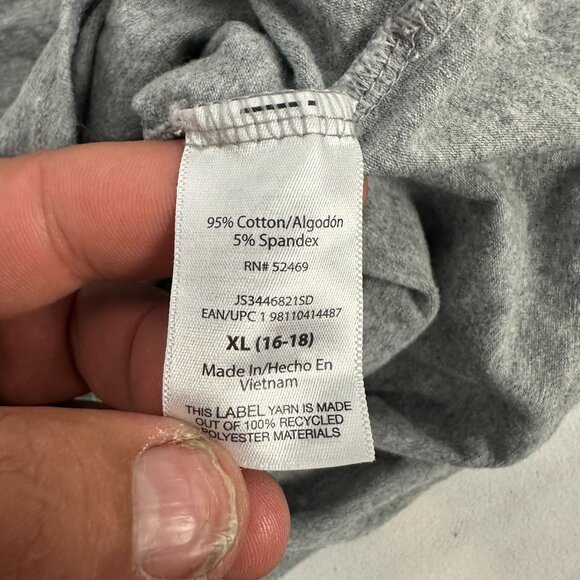 95% Cotton/Algodón
5% Spandex
RN# 52469
JS3446821SD
EAN/UPC 1 98110414487
XL (16-18)
Made In/Hecho En
Vietnam
THIS LABEL YARN IS MADE
OUT OF 100% RECYCLED
POLYESTER MATERIALS